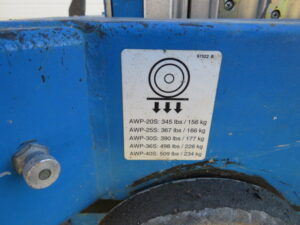 97522 B
AWP-20S: 345 lbs / 156 kg
AWP-25S: 367 lbs / 166 kg
AWP-30S: 390 lbs / 177 kg
AWP-36S: 498 lbs / 226 kg
AWP-40S: 509 lbs / 234 kg